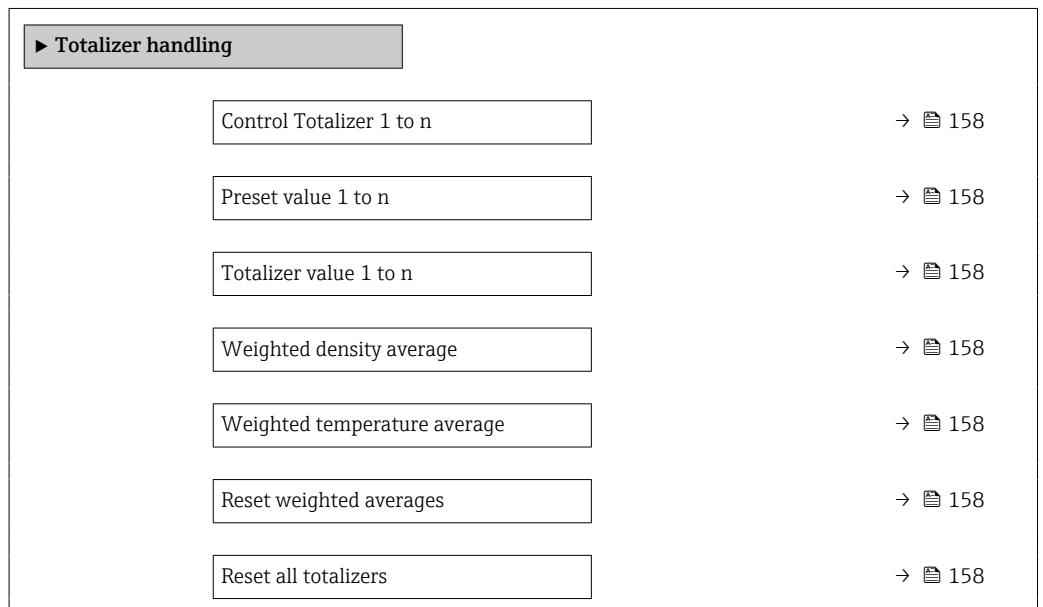 ▶ Totalizer handling
Control Totalizer 1 to n → 158
Preset value 1 to n → 158
Totalizer value 1 to n → 158
Weighted density average → 158
Weighted temperature average → 158
Reset weighted averages → 158
Reset all totalizers → 158